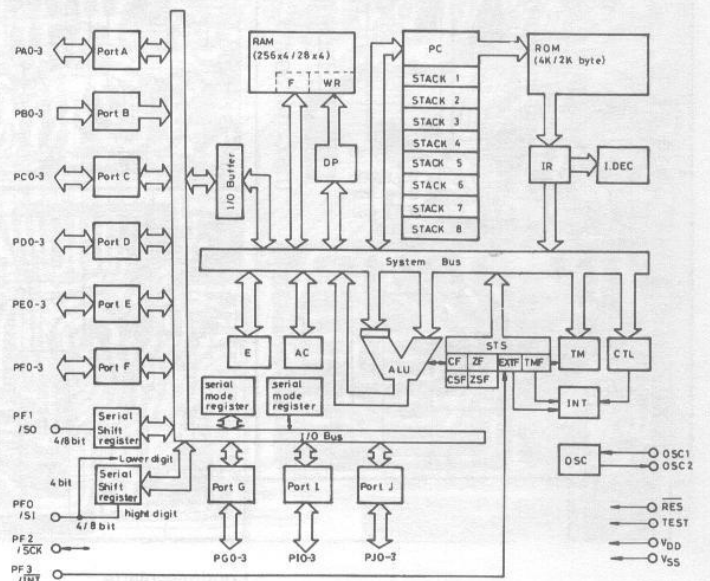 PA0-3
Port A
PB0-3
Port B
PC0-3
Port C
PD0-3
Port D
PE0-3
Port E
PF0-3
Port F
PF1
/SO
4/8bit
Serial
Shift
register
Lower digit
4 bit
Serial
Shift
register
hight digit
4/8 bit
PF0
/SI
PF2
/SCK
PF3
/INT
I/O Buffer
RAM
(256x4/28x4)
F
WR
DP
PC
STACK 1
STACK 2
STACK 3
STACK 4
STACK 5
STACK 6
STACK 7
STACK 8
ROM
(4K/2K byte)
IR
I.DEC
System Bus
E
AC
ALU
STS
CF
ZF
EXTF
TMF
CSF
ZSF
TM
CTL
INT
serial
mode
register
serial
mode
register
I/O Bus
Port G
Port I
Port J
PG0-3
PI0-3
PJ0-3
OSC
OSC1
OSC2
RES
TEST
VDD
VSS